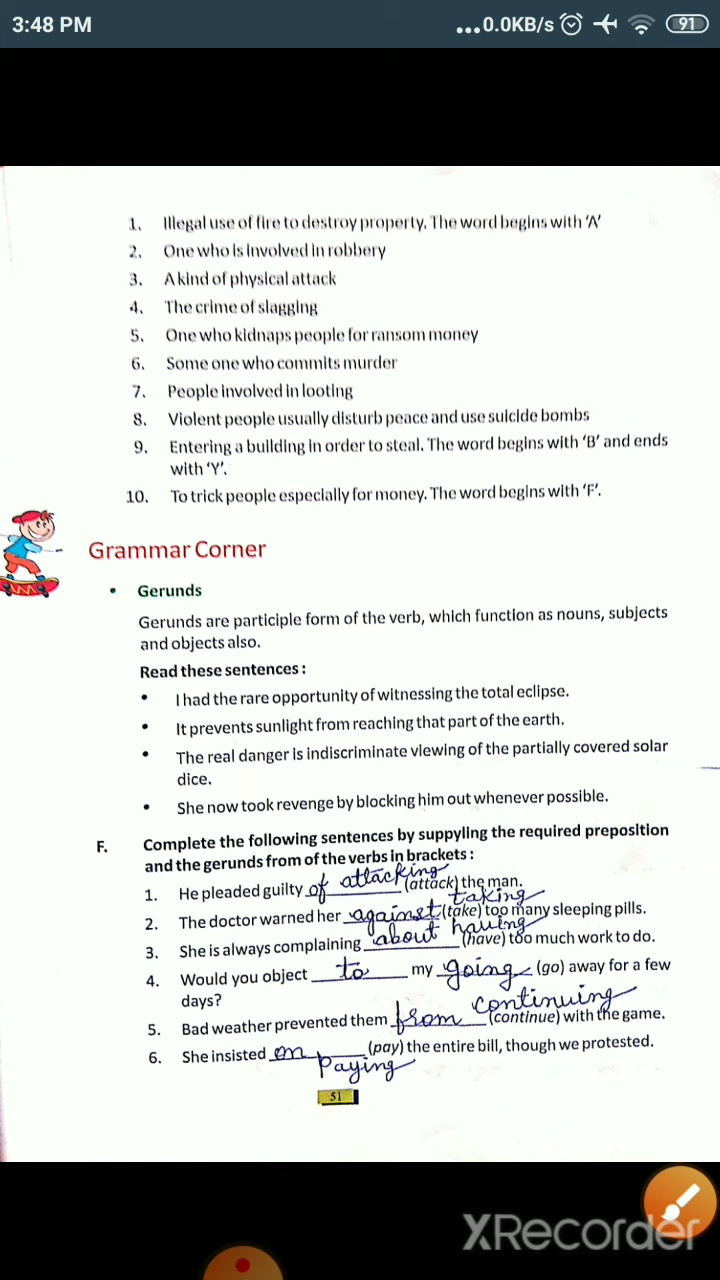 3:48 PM
...0.0KB/s 91
1. Illegal use of fire to destroy property. The word begins with 'A'
2. One who is involved in robbery
3. A kind of physical attack
4. The crime of slagging
5. One who kidnaps people for ransom money
6. Some one who commits murder
7. People involved in looting
8. Violent people usually disturb peace and use suicide bombs
9. Entering a building in order to steal. The word begins with 'B' and ends
with 'Y'.
10. To trick people especially for money. The word begins with 'F'.
Grammar Corner
• Gerunds
Gerunds are participle form of the verb, which function as nouns, subjects
and objects also.
Read these sentences :
• I had the rare opportunity of witnessing the total eclipse.
• It prevents sunlight from reaching that part of the earth.
• The real danger is indiscriminate viewing of the partially covered solar
dice.
• She now took revenge by blocking him out whenever possible.
F. Complete the following sentences by suppyling the required preposition
and the gerunds from of the verbs in brackets :
1. He pleaded guilty of attacking (attack) the man.
2. The doctor warned her against taking (take) too many sleeping pills.
3. She is always complaining about having (have) too much work to do.
4. Would you object to my going (go) away for a few
days?
5. Bad weather prevented them from continuing (continue) with the game.
6. She insisted on paying (pay) the entire bill, though we protested.
51
XRecorder